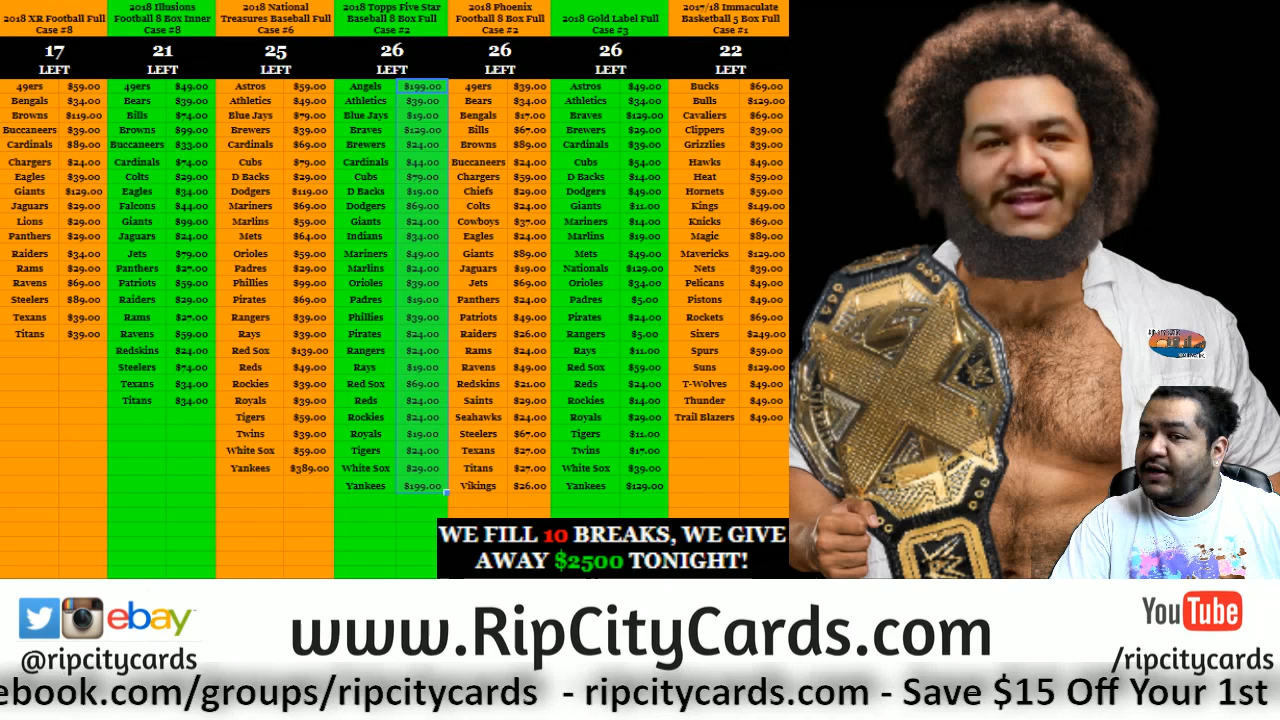 2018 XR Football Full
Case #8
17
LEFT
49ers $59.00
Bengals $34.00
Browns $119.00
Buccaneers $39.00
Cardinals $89.00
Chargers $24.00
Eagles $39.00
Giants $129.00
Jaguars $29.00
Lions $29.00
Panthers $29.00
Raiders $34.00
Rams $29.00
Ravens $69.00
Steelers $89.00
Texans $39.00
Titans $39.00
2018 Illusions
Football 8 Box Inner
Case #8
21
LEFT
49ers $49.00
Bears $39.00
Bills $74.00
Browns $99.00
Buccaneers $33.00
Cardinals $74.00
Colts $29.00
Eagles $34.00
Falcons $44.00
Giants $99.00
Jaguars $24.00
Jets $79.00
Panthers $27.00
Patriots $59.00
Raiders $29.00
Rams $27.00
Ravens $59.00
Redskins $24.00
Steelers $74.00
Texans $34.00
Titans $34.00
2018 National
Treasures Baseball Full
Case #6
25
LEFT
Astros $59.00
Athletics $49.00
Blue Jays $79.00
Brewers $39.00
Cardinals $69.00
Cubs $79.00
D Backs $29.00
Dodgers $119.00
Mariners $69.00
Marlins $59.00
Mets $64.00
Orioles $59.00
Padres $29.00
Phillies $99.00
Pirates $69.00
Rangers $39.00
Rays $39.00
Red Sox $139.00
Reds $49.00
Rockies $39.00
Royals $39.00
Tigers $59.00
Twins $39.00
White Sox $59.00
Yankees $389.00
2018 Topps Five Star
Baseball 8 Box Full
Case #2
26
LEFT
Angels $199.00
Athletics $39.00
Blue Jays $19.00
Braves $129.00
Brewers $24.00
Cardinals $44.00
Cubs $79.00
D Backs $19.00
Dodgers $69.00
Giants $24.00
Indians $34.00
Mariners $49.00
Marlins $24.00
Orioles $39.00
Padres $19.00
Phillies $39.00
Pirates $24.00
Rangers $24.00
Rays $19.00
Red Sox $69.00
Reds $24.00
Rockies $24.00
Royals $19.00
Tigers $24.00
White Sox $29.00
Yankees $199.00
2018 Phoenix
Football 8 Box Full
Case #2
26
LEFT
49ers $39.00
Bears $34.00
Bengals $17.00
Bills $67.00
Browns $89.00
Buccaneers $24.00
Chargers $59.00
Chiefs $29.00
Colts $24.00
Cowboys $37.00
Eagles $24.00
Giants $89.00
Jaguars $19.00
Jets $69.00
Panthers $24.00
Patriots $49.00
Raiders $26.00
Rams $24.00
Ravens $49.00
Redskins $21.00
Saints $29.00
Seahawks $24.00
Steelers $67.00
Texans $27.00
Titans $27.00
Vikings $26.00
2018 Gold Label Full
Case #3
26
LEFT
Astros $49.00
Athletics $34.00
Braves $129.00
Brewers $29.00
Cardinals $39.00
Cubs $54.00
D Backs $14.00
Dodgers $49.00
Giants $11.00
Mariners $14.00
Marlins $19.00
Mets $49.00
Nationals $129.00
Orioles $34.00
Padres $5.00
Pirates $24.00
Rangers $5.00
Rays $11.00
Red Sox $59.00
Reds $24.00
Rockies $14.00
Royals $29.00
Tigers $11.00
Twins $17.00
White Sox $39.00
Yankees $129.00
2017/18 Immaculate
Basketball 5 Box Full
Case #1
22
LEFT
Bucks $69.00
Bulls $129.00
Cavaliers $69.00
Clippers $39.00
Grizzlies $39.00
Hawks $49.00
Heat $59.00
Hornets $59.00
Kings $149.00
Knicks $69.00
Magic $89.00
Mavericks $129.00
Nets $39.00
Pelicans $49.00
Pistons $49.00
Rockets $69.00
Sixers $249.00
Spurs $59.00
Suns $129.00
T-Wolves $49.00
Thunder $49.00
Trail Blazers $49.00
WE FILL 10 BREAKS, WE GIVE
AWAY $2500 TONIGHT!
ebay
@ripcitycards
www.RipCityCards.com
YouTube
/ripcitycards
ebook.com/groups/ripcitycards - ripcitycards.com - Save $15 Off Your 1st